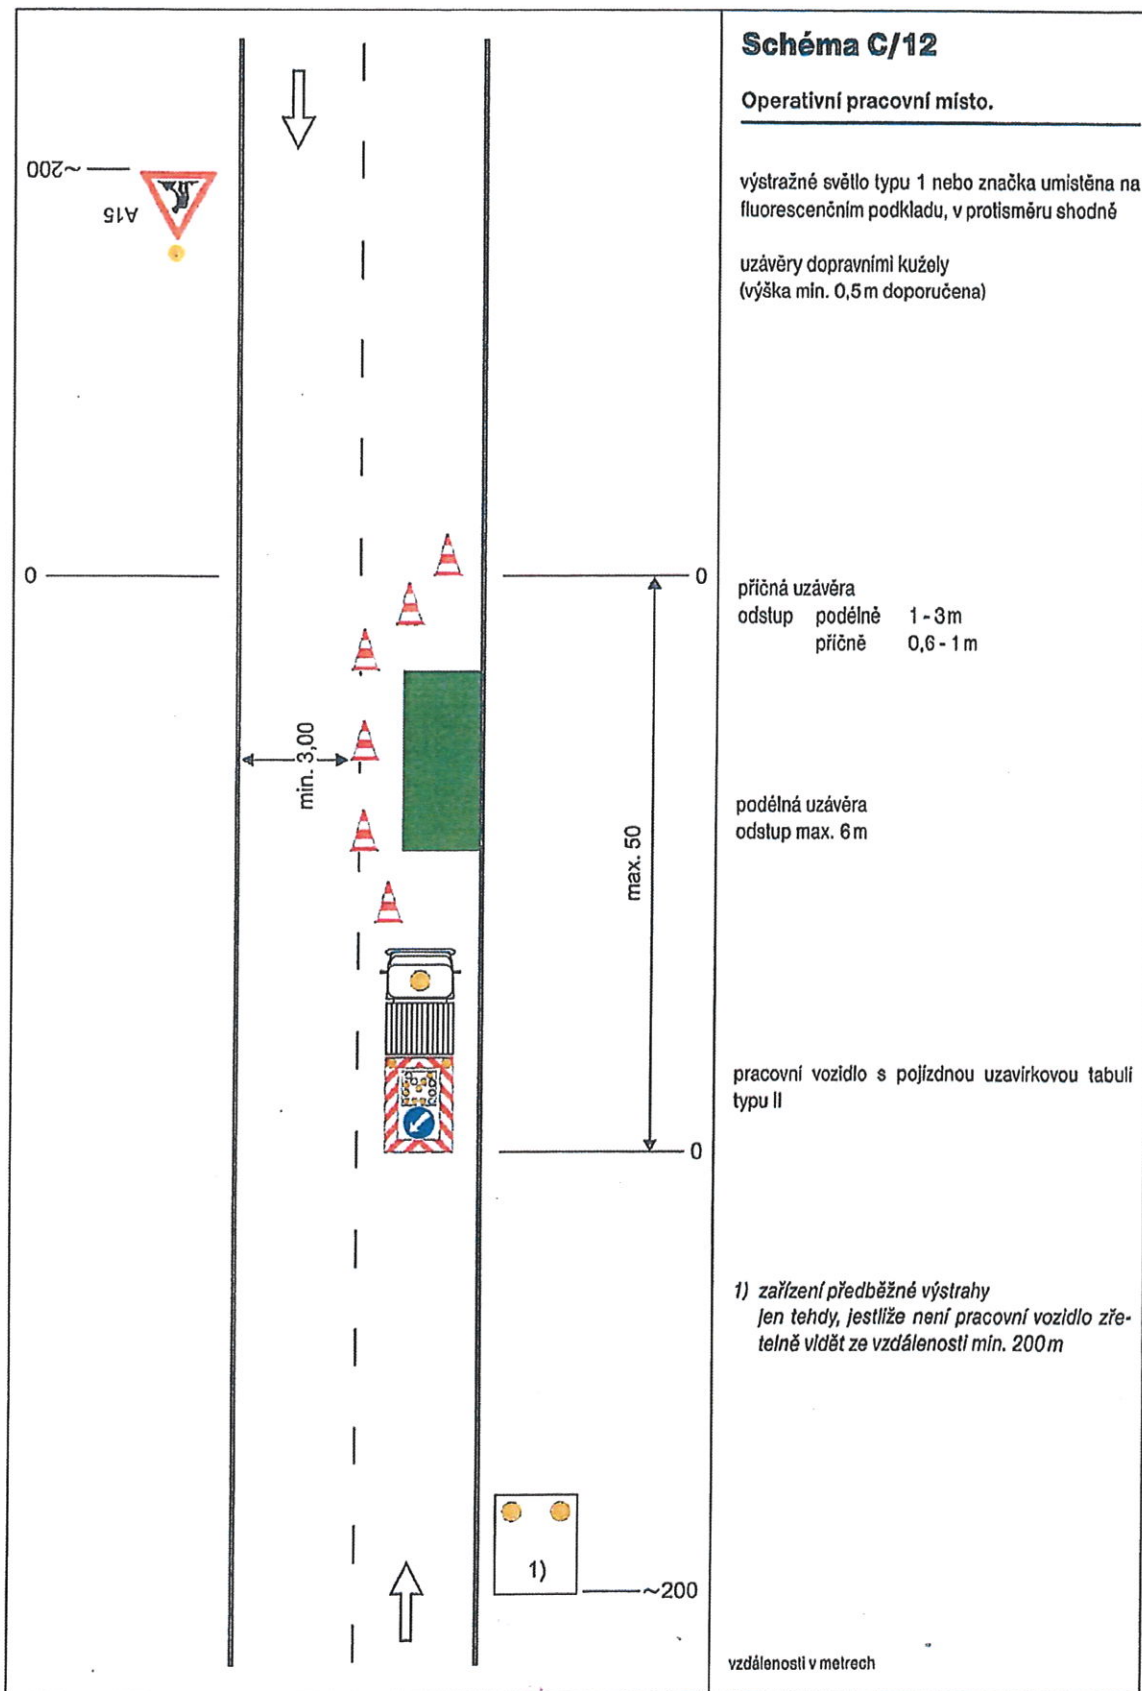 Schéma C/12
Operativní pracovní místo.
výstražné světlo typu 1 nebo značka umístěna na
fluorescenčním podkladu, v protisměru shodně
uzávěry dopravními kužely
(výška min. 0,5 m doporučena)
~200
A15
0
0
příčná uzávěra
odstup podélně 1 - 3 m
příčně 0,6 - 1 m
min. 3,00
max. 50
podélná uzávěra
odstup max. 6 m
pracovní vozidlo s pojízdnou uzavírkovou tabulí
typu II
0
1) zařízení předběžné výstrahy
jen tehdy, jestliže není pracovní vozidlo zře-
telně vidět ze vzdálenosti min. 200 m
1)
~200
vzdálenosti v metrech